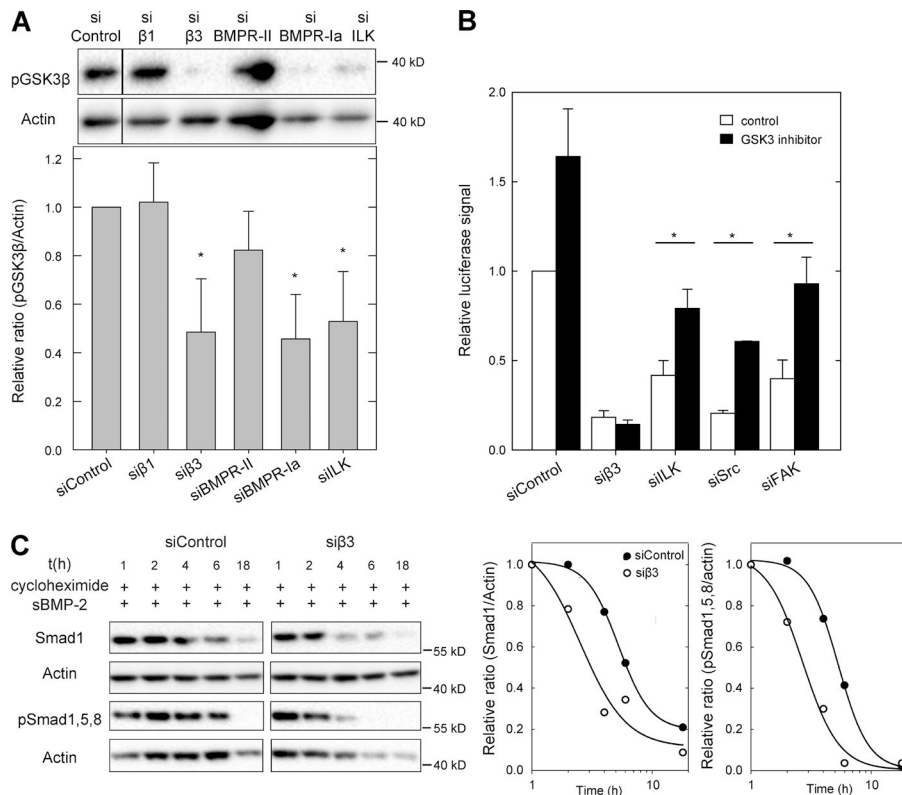 A
si Control
si β1
si β3
si BMPR-II
si BMPR-Ia
si ILK
pGSK3β
40 kD
Actin
40 kD
Relative ratio (pGSK3β/Actin)
1.2
1.0
0.8
0.6
0.4
0.2
0.0
*
*
*
siControl
siβ1
siβ3
siBMPR-II
siBMPR-Ia
siILK
B
Relative luciferase signal
2.0
1.5
1.0
0.5
0.0
control
GSK3 inhibitor
*
*
*
siControl
siβ3
siILK
siSrc
siFAK
C
siControl
siβ3
t(h) 1 2 4 6 18 1 2 4 6 18
cycloheximide + + + + + + + + + +
sBMP-2 + + + + + + + + + +
Smad1
55 kD
Actin
40 kD
pSmad1,5,8
55 kD
Actin
40 kD
Relative ratio (Smad1/Actin)
1.0
0.8
0.6
0.4
0.2
0.0
siControl
siβ3
1
10
Time (h)
Relative ratio (pSmad1,5,8/actin)
1.0
0.8
0.6
0.4
0.2
0.0
1
10
Time (h)